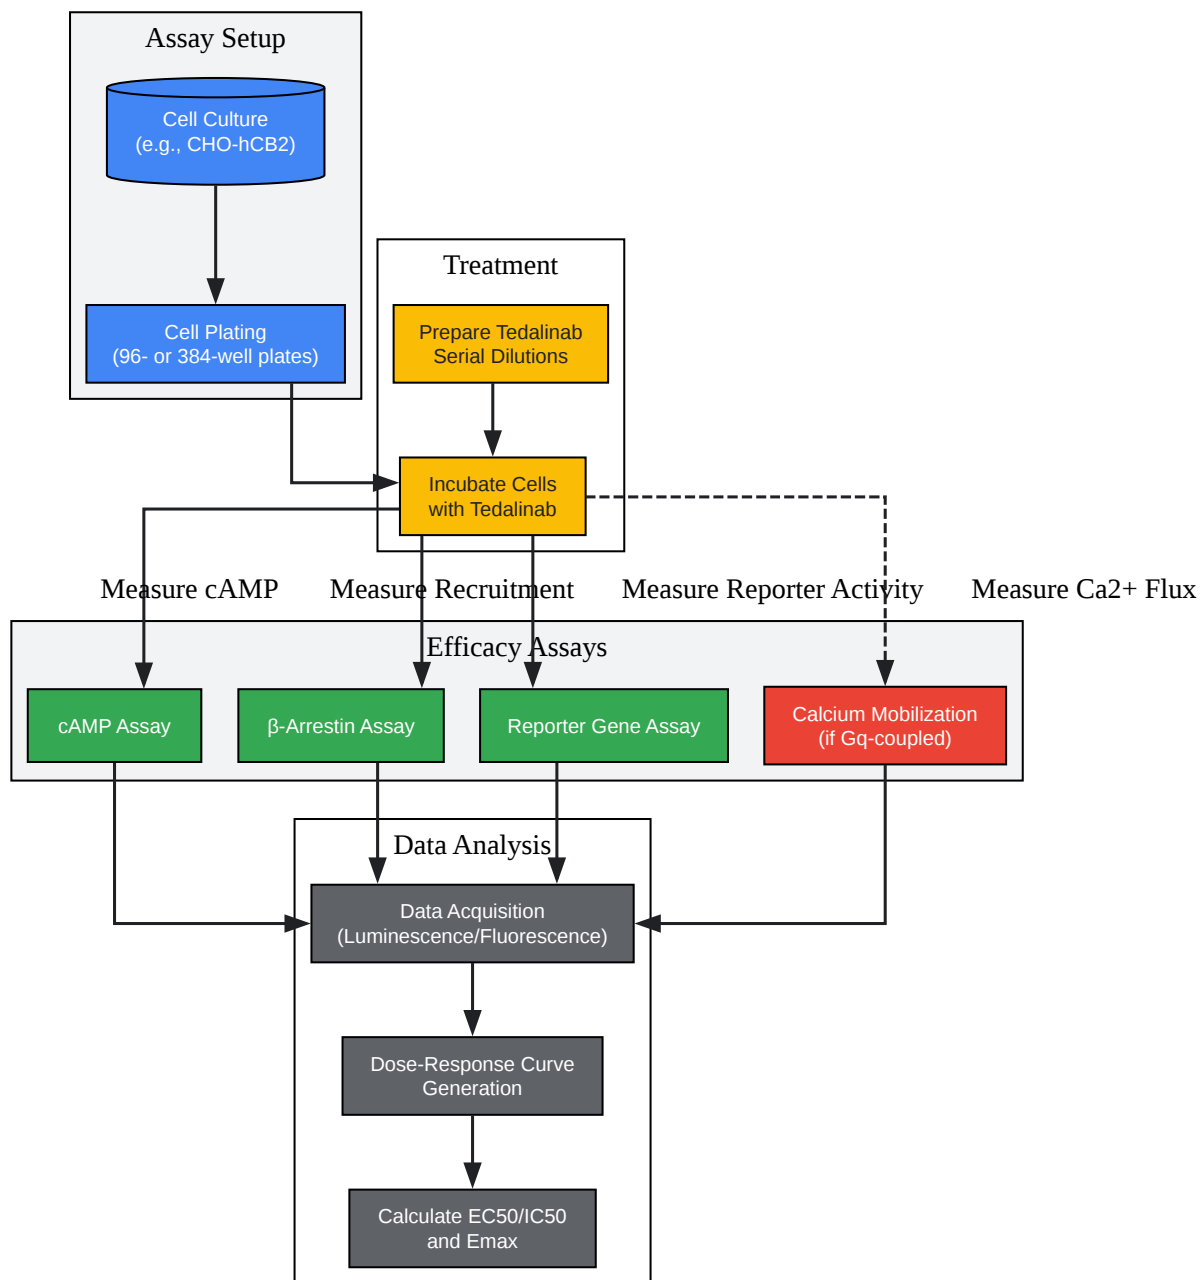 Assay Setup
Cell Culture
(e.g., CHO-hCB2)
Cell Plating
(96- or 384-well plates)
Treatment
Prepare Tedalinab
Serial Dilutions
Incubate Cells
with Tedalinab
Measure cAMP
Measure Recruitment
Measure Reporter Activity
Measure Ca2+ Flux
Efficacy Assays
cAMP Assay
β-Arrestin Assay
Reporter Gene Assay
Calcium Mobilization
(if Gq-coupled)
Data Analysis
Data Acquisition
(Luminescence/Fluorescence)
Dose-Response Curve
Generation
Calculate EC50/IC50
and Emax